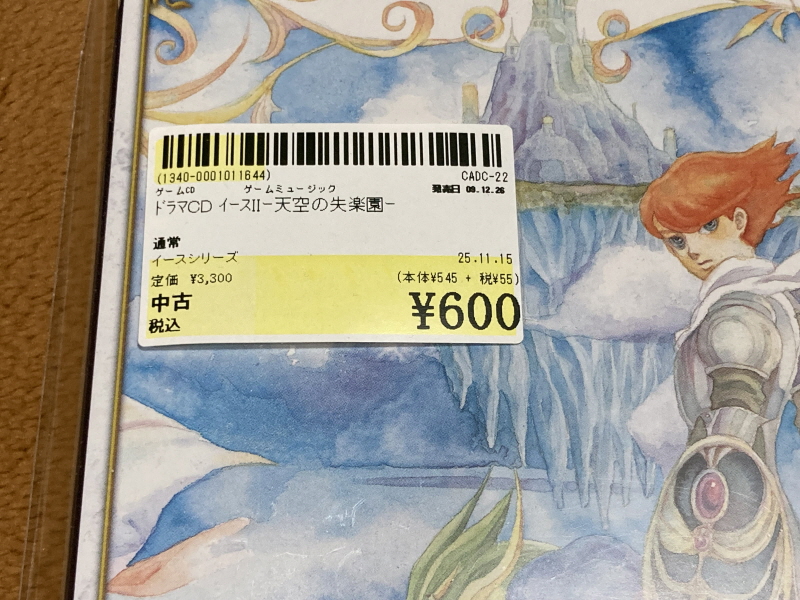 (1340-0001011644) CADC-22
ゲームCD ゲームミュージック 発売日 09.12.26
ドラマCD イースII－天空の失楽園－
通常
イースシリーズ 25.11.15
定価 ¥3,300 (本体¥545 + 税¥55)
中古 ¥600
税込